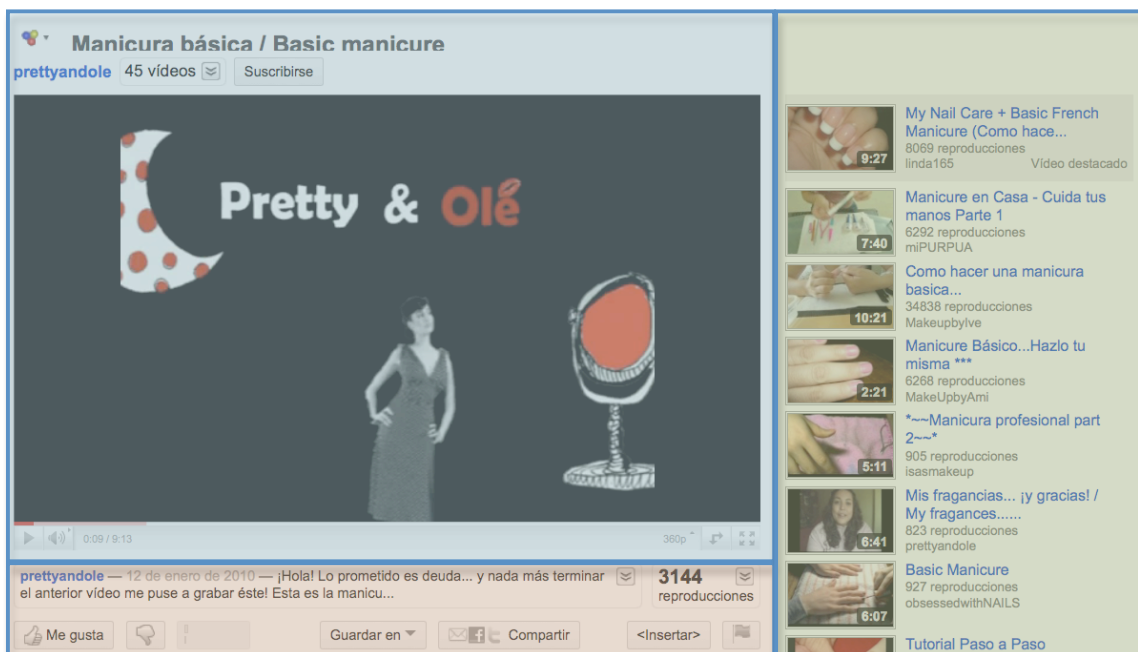 Manicura básica / Basic manicure
prettyandole 45 vídeos Suscribirse
Pretty & Olé
0:09 / 9:13 360p
prettyandole — 12 de enero de 2010 — ¡Hola! Lo prometido es deuda... y nada más terminar
el anterior vídeo me puse a grabar éste! Esta es la manicu...
3144
reproducciones
Me gusta Guardar en Compartir <Insertar>
My Nail Care + Basic French
Manicure (Como hace...
8069 reproducciones
linda165 Vídeo destacado
9:27
Manicure en Casa - Cuida tus
manos Parte 1
6292 reproducciones
miPURPUA
7:40
Como hacer una manicura
basica...
34838 reproducciones
MakeupbyIve
10:21
Manicure Básico...Hazlo tu
misma ***
6268 reproducciones
MakeUpbyAmi
2:21
*~~Manicura profesional part
2~~*
905 reproducciones
isasmakeup
5:11
Mis fragancias... ¡y gracias! /
My fragances......
823 reproducciones
prettyandole
6:41
Basic Manicure
927 reproducciones
obsessedwithNAILS
6:07
Tutorial Paso a Paso